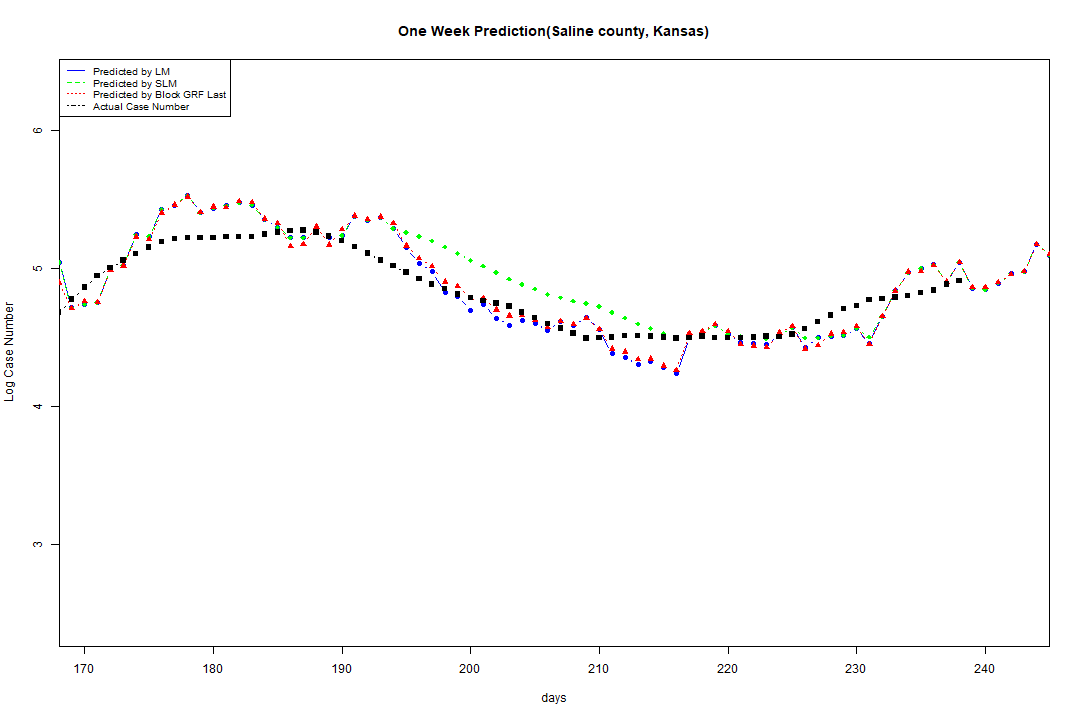 One Week Prediction(Saline county, Kansas)
Predicted by LM
Predicted by SLM
Predicted by Block GRF Last
Actual Case Number
6
5
4
3
Log Case Number
170 180 190 200 210 220 230 240
days